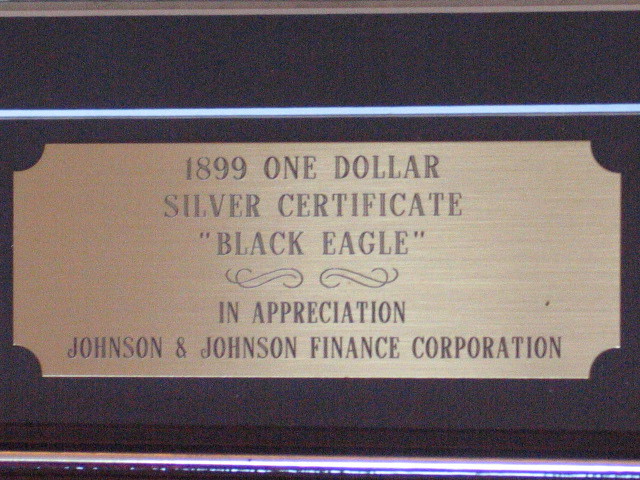 1899 ONE DOLLAR
SILVER CERTIFICATE
"BLACK EAGLE"
IN APPRECIATION
JOHNSON & JOHNSON FINANCE CORPORATION